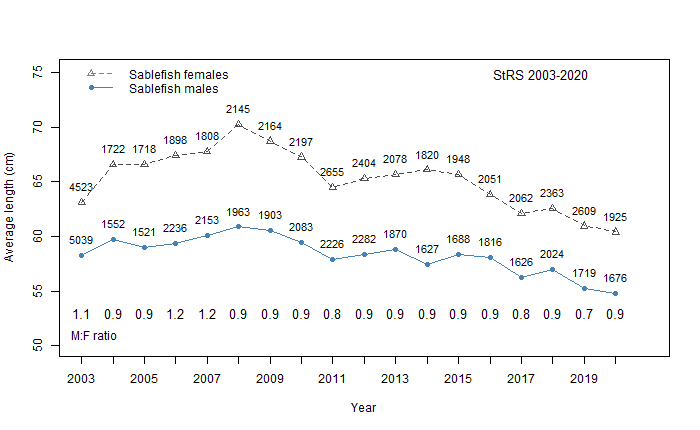 StRS 2003-2020
Sablefish females
Sablefish males
75
70
65
60
55
50
Average length (cm)
4523 1722 1718 1898 1808 2145 2164 2197 2655 2404 2078 1820 1948 2051 2062 2363 2609 1925
5039 1552 1521 2236 2153 1963 1903 2083 2226 2282 1870 1627 1688 1816 1626 2024 1719 1676
1.1 0.9 0.9 1.2 1.2 0.9 0.9 0.9 0.8 0.9 0.9 0.9 0.9 0.9 0.8 0.9 0.7 0.9
M:F ratio
2003 2005 2007 2009 2011 2013 2015 2017 2019
Year